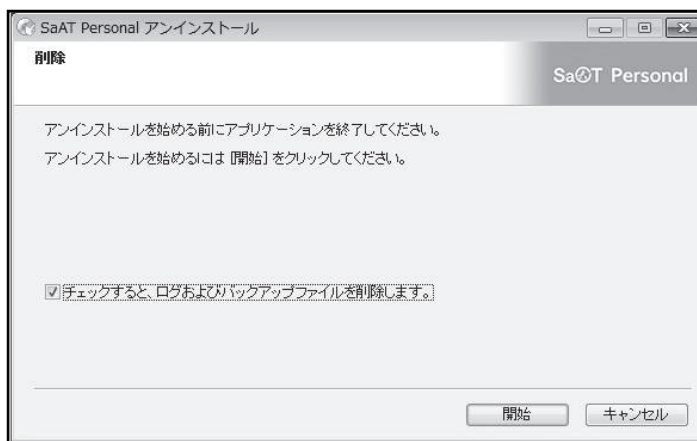 SaAT Personal アンインストール
削除
SaAT Personal
アンインストールを始める前にアプリケーションを終了してください。
アンインストールを始めるには [開始] をクリックしてください。
チェックすると、ログおよびバックアップファイルを削除します。
開始
キャンセル